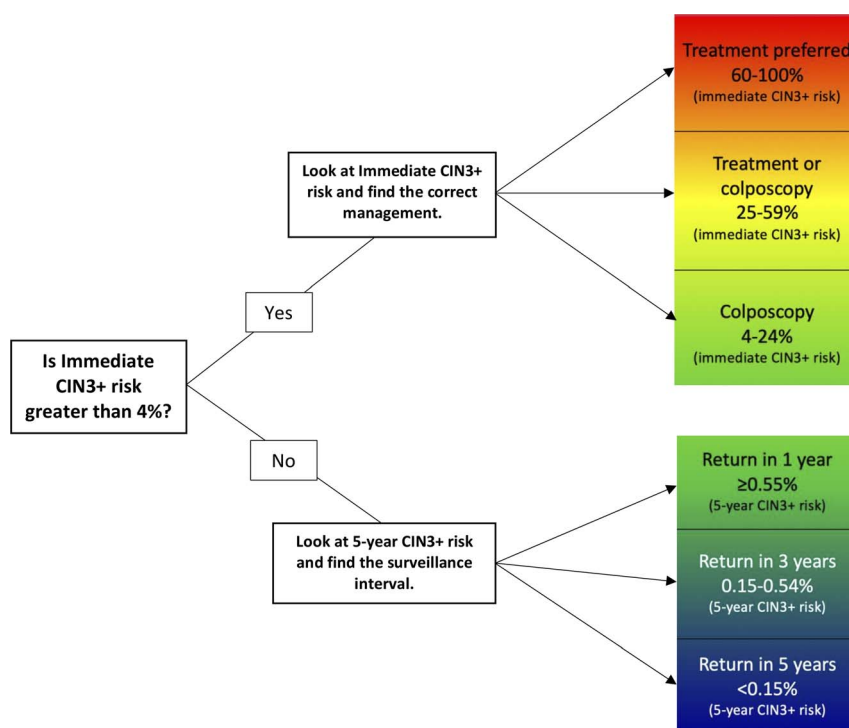 Is Immediate
CIN3+ risk
greater than 4%?
Yes
Look at Immediate CIN3+
risk and find the correct
management.
Treatment preferred
60-100%
(immediate CIN3+ risk)
Treatment or
colposcopy
25-59%
(immediate CIN3+ risk)
Colposcopy
4-24%
(immediate CIN3+ risk)
No
Look at 5-year CIN3+ risk
and find the surveillance
interval.
Return in 1 year
≥0.55%
(5-year CIN3+ risk)
Return in 3 years
0.15-0.54%
(5-year CIN3+ risk)
Return in 5 years
<0.15%
(5-year CIN3+ risk)